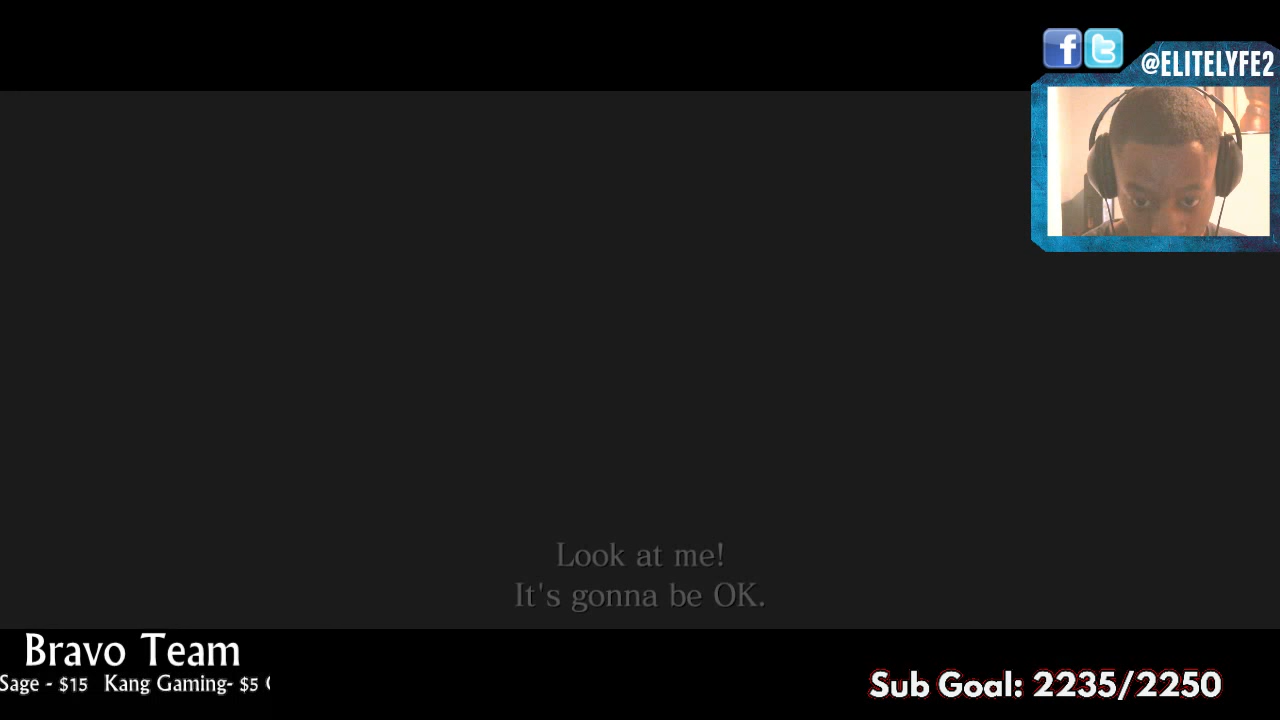 @ELITELYFE2
Look at me!
It's gonna be OK.
Bravo Team
Sage - $15 Kang Gaming- $5
Sub Goal: 2235/2250